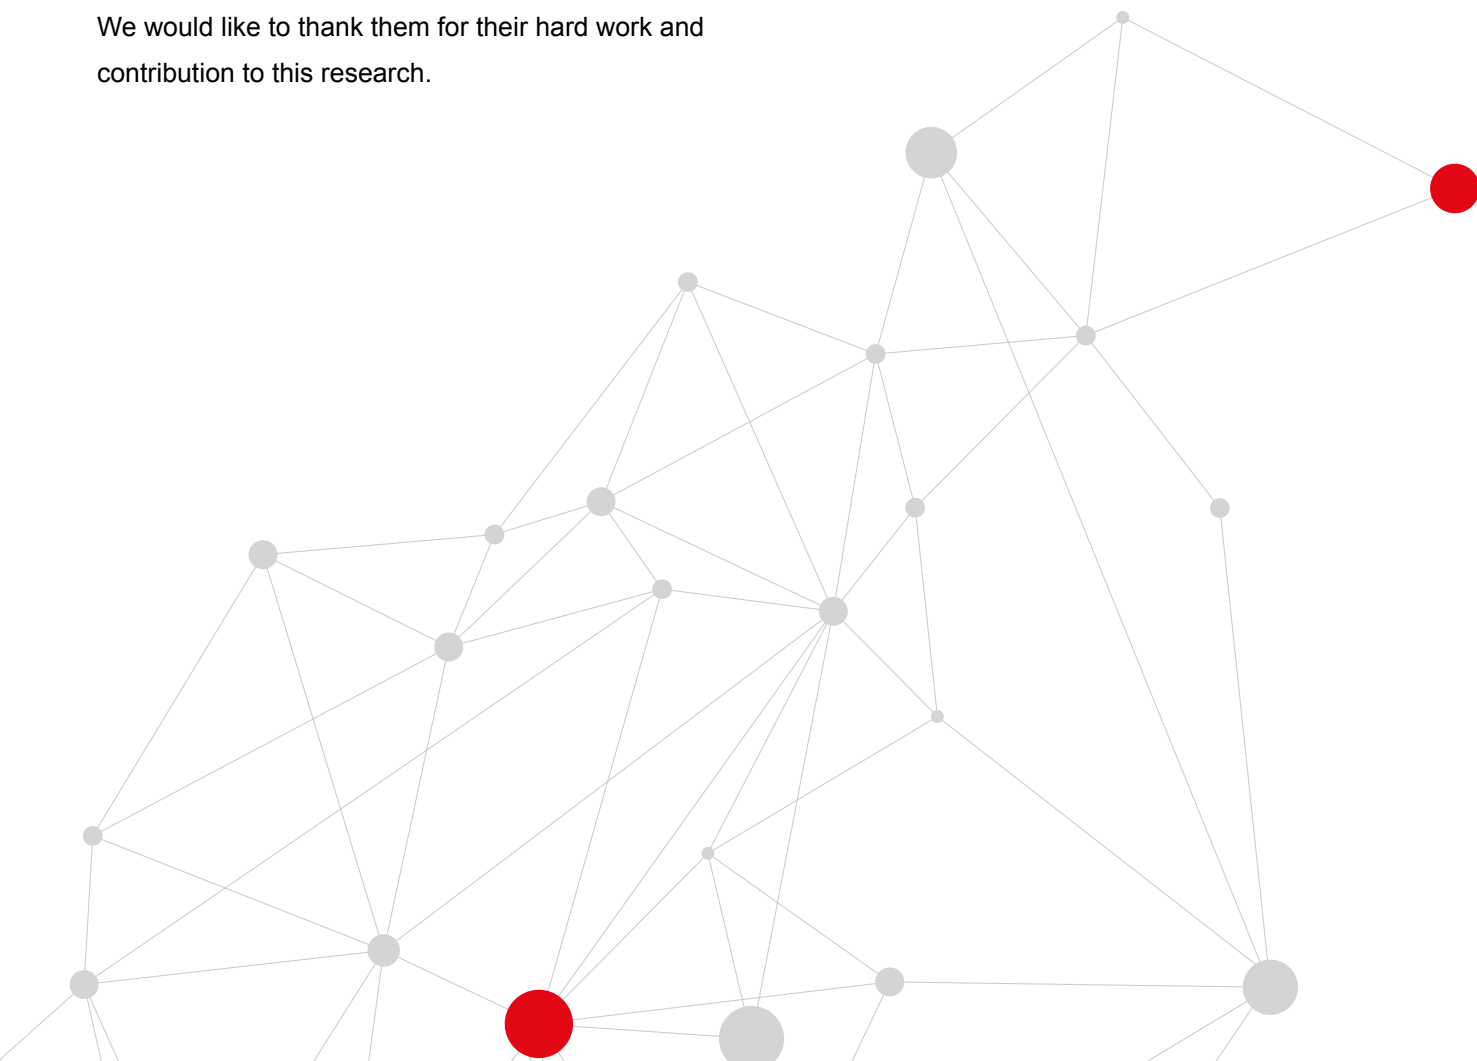 We would like to thank them for their hard work and
contribution to this research.